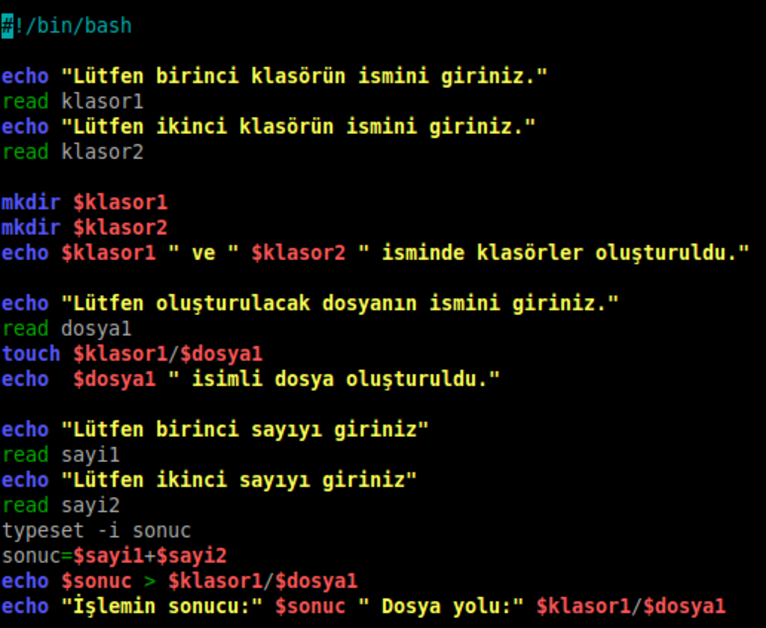 #!/bin/bash
echo "Lütfen birinci klasörün ismini giriniz."
read klasor1
echo "Lütfen ikinci klasörün ismini giriniz."
read klasor2
mkdir $klasor1
mkdir $klasor2
echo $klasor1 " ve " $klasor2 " isminde klasörler oluşturuldu."
echo "Lütfen oluşturulacak dosyanın ismini giriniz."
read dosya1
touch $klasor1/$dosya1
echo  $dosya1 " isimli dosya oluşturuldu."
echo "Lütfen birinci sayıyı giriniz"
read sayi1
echo "Lütfen ikinci sayıyı giriniz"
read sayi2
typeset -i sonuc
sonuc=$sayi1+$sayi2
echo $sonuc > $klasor1/$dosya1
echo "İşlemin sonucu:" $sonuc " Dosya yolu:" $klasor1/$dosya1